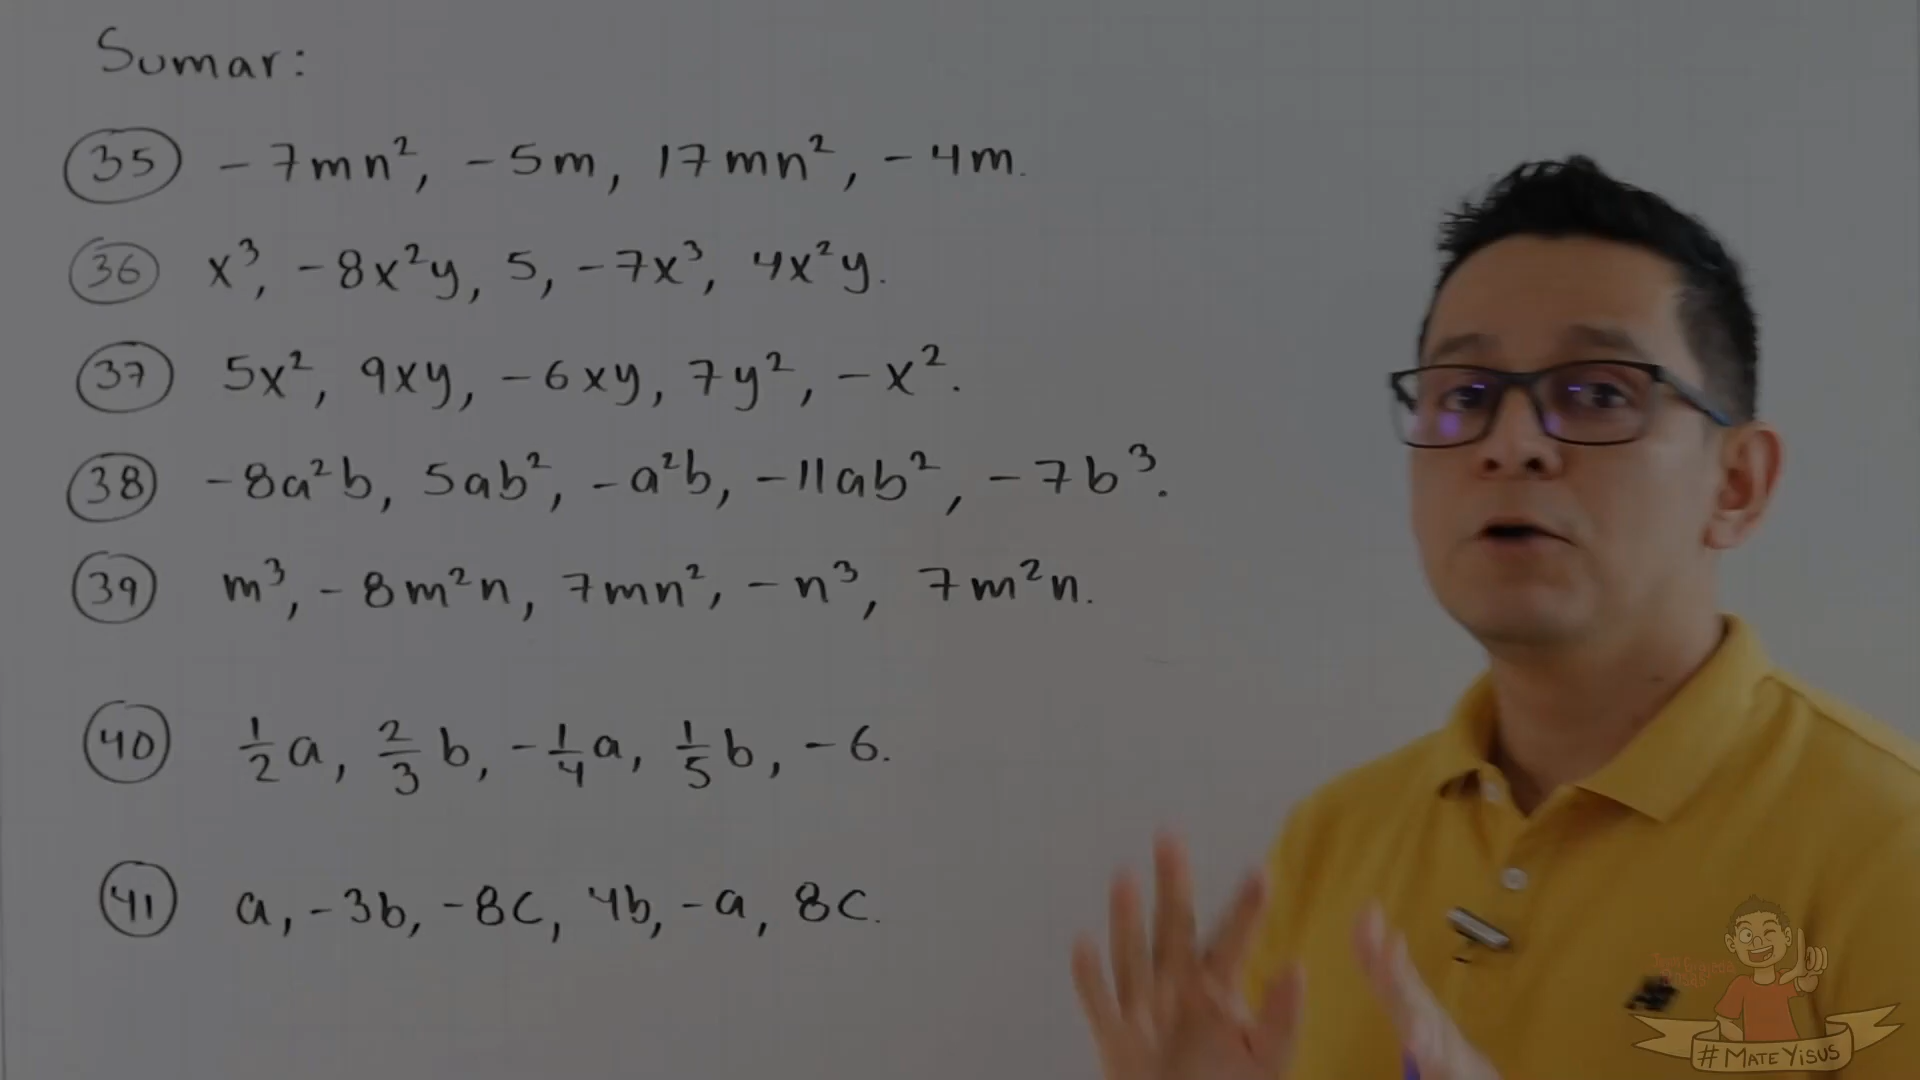 Sumar:
35 -7mn², -5m, 17mn², -4m.
36 x³, -8x²y, 5, -7x³, 4x²y.
37 5x², 9xy, -6xy, 7y², -x².
38 -8a²b, 5ab², -a²b, -11ab², -7b³.
39 m³, -8m²n, 7mn², -n³, 7m²n.
40 1/2 a, 2/3 b, -1/4 a, 1/5 b, -6.
41 a, -3b, -8c, 4b, -a, 8c.
#MATEYISUS